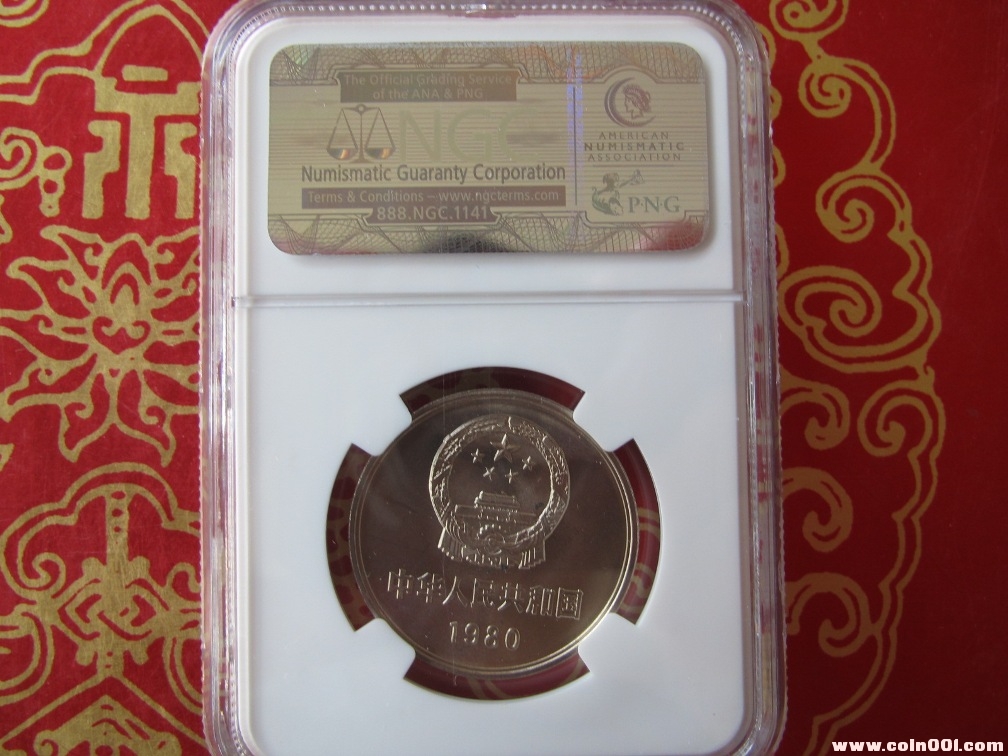 The Official Grading Service
of the ANA & PNG
NGC
Numismatic Guaranty Corporation
Terms & Conditions — www.ngcterms.com
888.NGC.1141
AMERICAN
NUMISMATIC
ASSOCIATION
PNG
中华人民共和国
1980
www.coin001.com